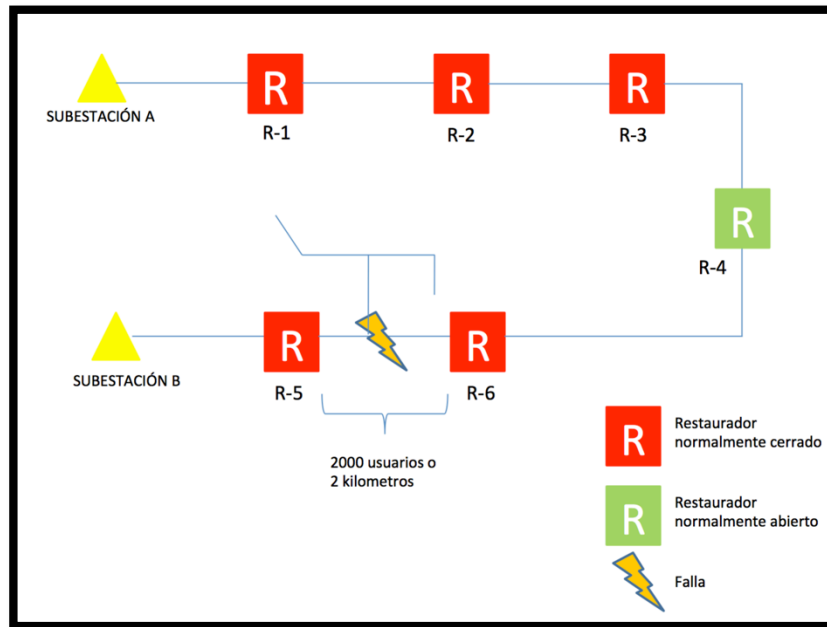 R
R
R
SUBESTACIÓN A
R-1
R-2
R-3
R
R-4
R
R
SUBESTACIÓN B
R-5
R-6
2000 usuarios o
2 kilometros
R
Restaurador
normalmente cerrado
R
Restaurador
normalmente abierto
Falla